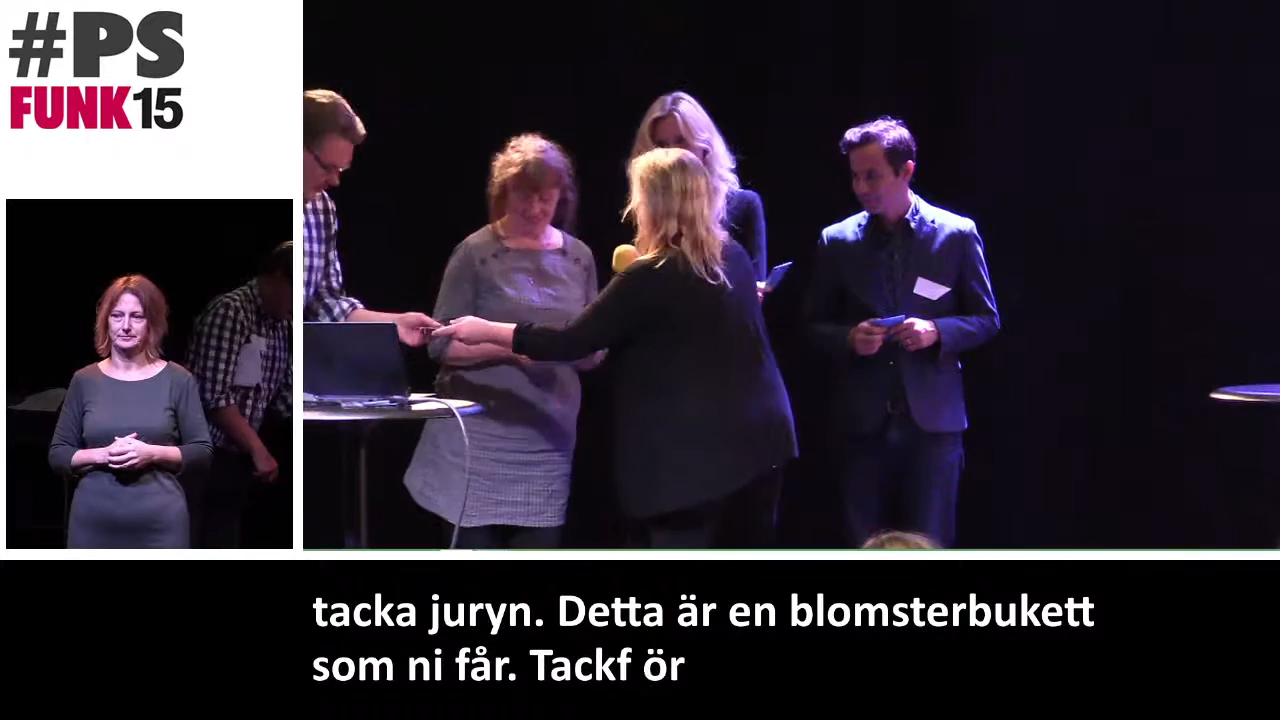 #PS
FUNK15
tacka juryn. Detta är en blomsterbukett
som ni får. Tackf ör